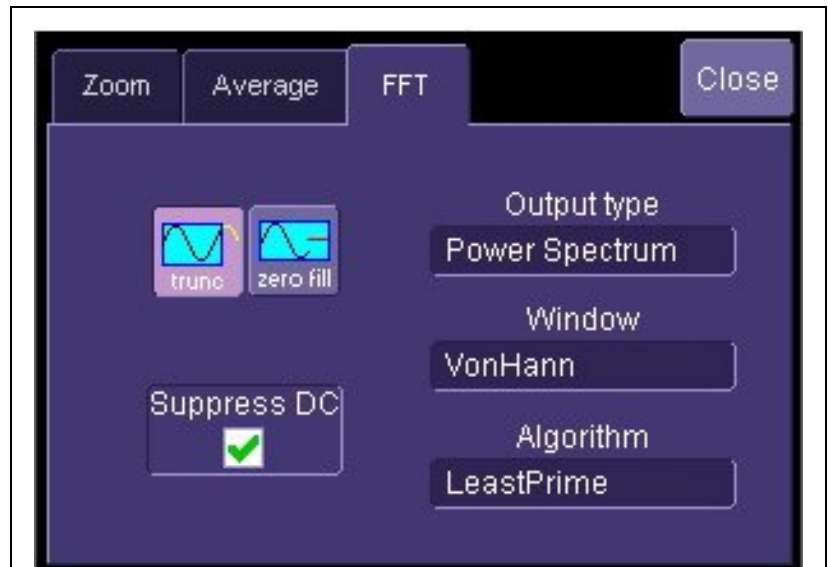 Zoom
Average
FFT
Close
trunc
zero fill
Suppress DC
Output type
Power Spectrum
Window
VonHann
Algorithm
LeastPrime